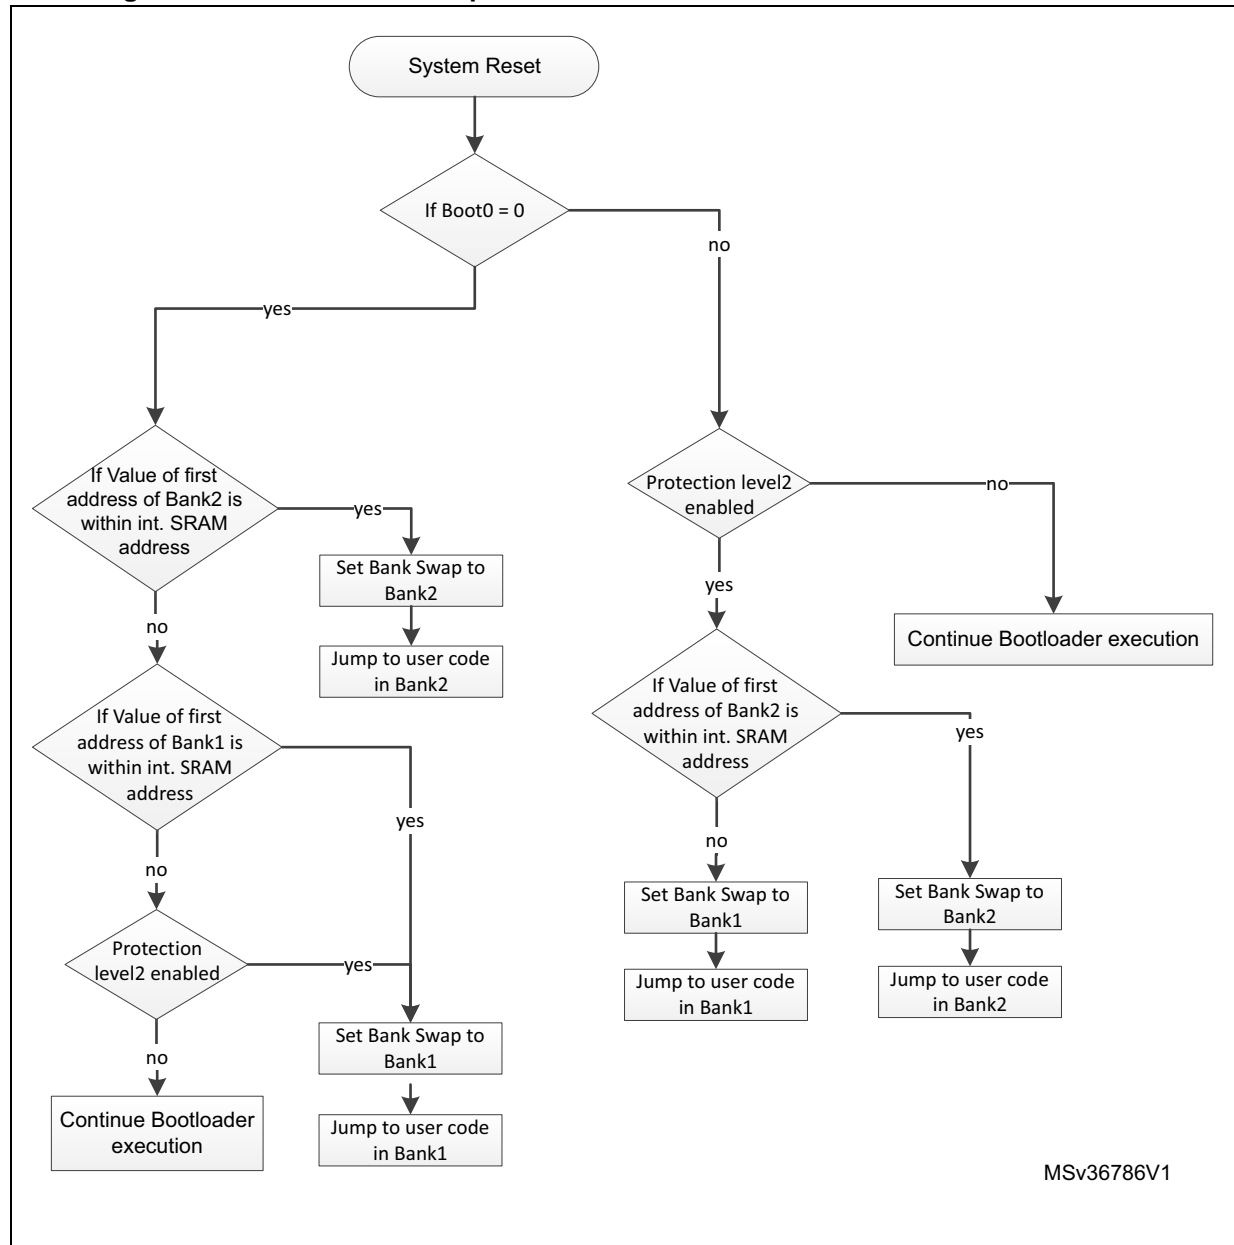 System Reset
If Boot0 = 0
no
yes
If Value of first
address of Bank2 is
within int. SRAM
address
yes
Set Bank Swap to
Bank2
Jump to user code
in Bank2
no
If Value of first
address of Bank1 is
within int. SRAM
address
yes
no
Protection
level2 enabled
yes
Set Bank Swap to
Bank1
Jump to user code
in Bank1
no
Continue Bootloader
execution
Protection level2
enabled
no
Continue Bootloader execution
yes
If Value of first
address of Bank2 is
within int. SRAM
address
yes
no
Set Bank Swap to
Bank1
Jump to user code
in Bank1
Set Bank Swap to
Bank2
Jump to user code
in Bank2
MSv36786V1